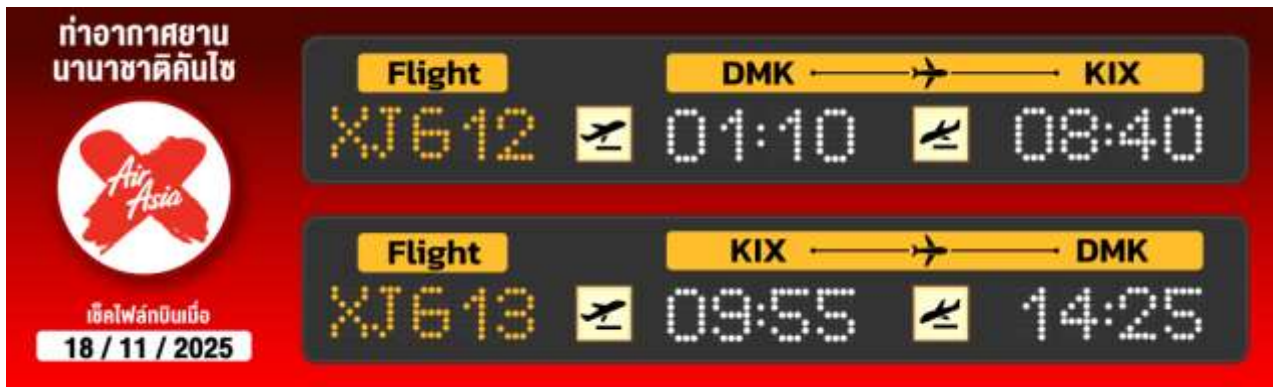 ท่าอากาศยาน
นานาชาติคันไซ
Air
Asia
X
เช็คไฟล์ทบินเมื่อ
18 / 11 / 2025
Flight DMK KIX
XJ612 01:10 08:40
Flight KIX DMK
XJ613 09:55 14:25